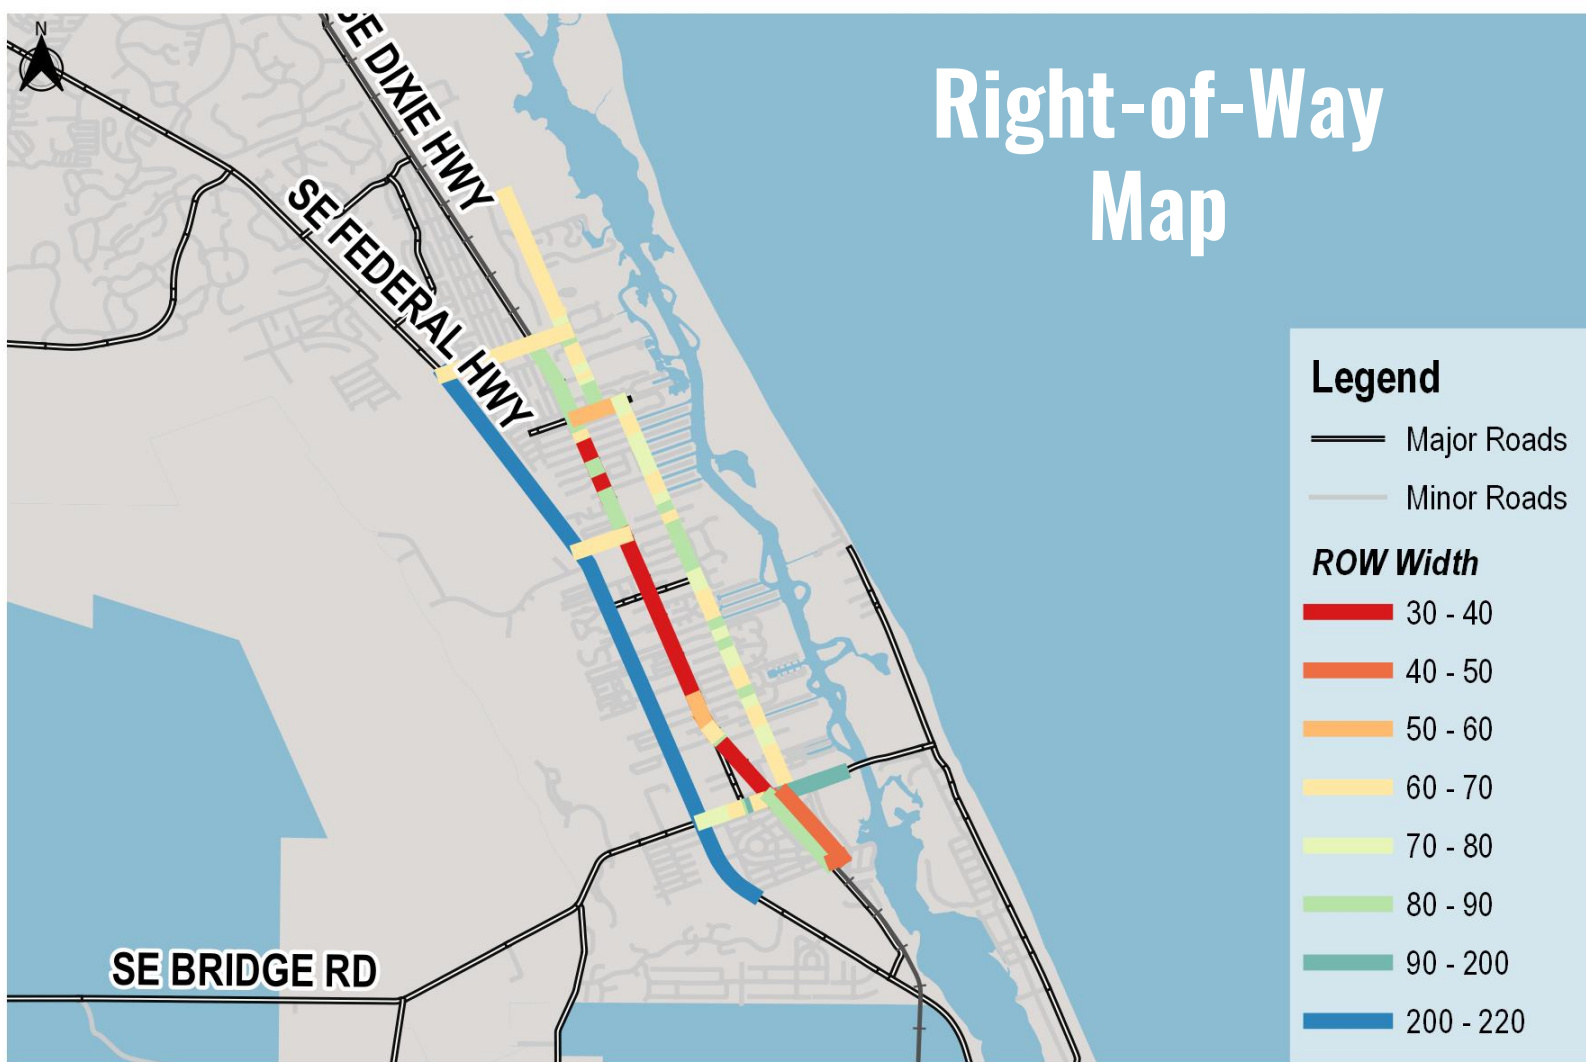 N
SE DIXIE HWY
SE FEDERAL HWY
SE BRIDGE RD
Right-of-Way
Map
Legend
Major Roads
Minor Roads
ROW Width
30 - 40
40 - 50
50 - 60
60 - 70
70 - 80
80 - 90
90 - 200
200 - 220